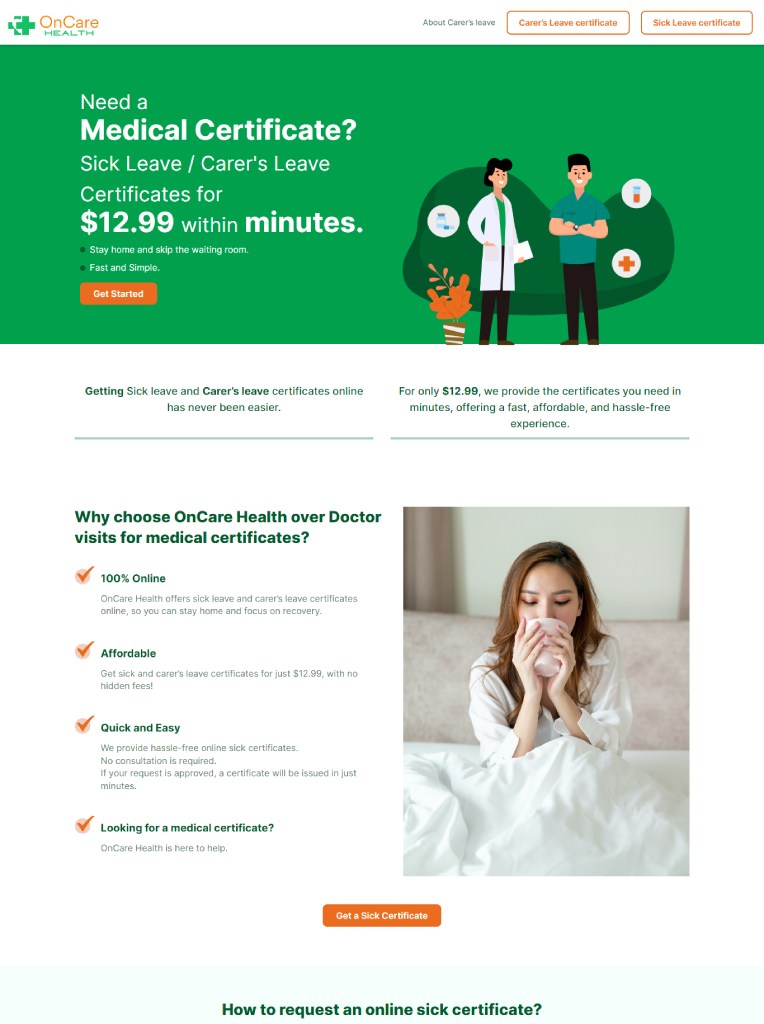 OnCare
HEALTH
About Carer's leave
Carer's Leave certificate
Sick Leave certificate
Need a
Medical Certificate?
Sick Leave / Carer's Leave
Certificates for
$12.99 within minutes.
Stay home and skip the waiting room.
Fast and Simple.
Get Started
Getting Sick leave and Carer's leave certificates online
has never been easier.
For only $12.99, we provide the certificates you need in
minutes, offering a fast, affordable, and hassle-free
experience.
Why choose OnCare Health over Doctor
visits for medical certificates?
100% Online
OnCare Health offers sick leave and carer's leave certificates
online, so you can stay home and focus on recovery.
Affordable
Get sick and carer's leave certificates for just $12.99, with no
hidden fees!
Quick and Easy
We provide hassle-free online sick certificates.
No consultation is required.
If your request is approved, a certificate will be issued in just
minutes.
Looking for a medical certificate?
OnCare Health is here to help.
Get a Sick Certificate
How to request an online sick certificate?